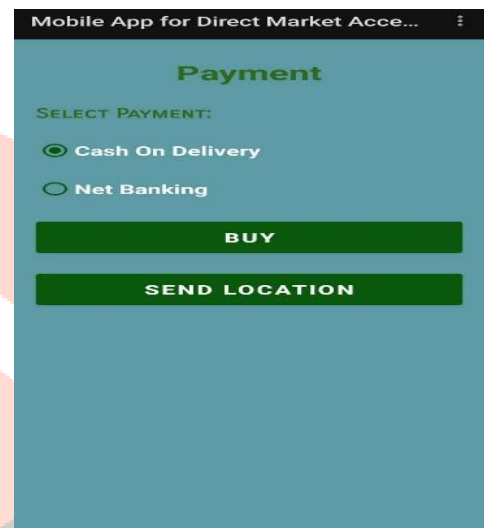 Mobile App for Direct Market Acce...
Payment
SELECT PAYMENT:
Cash On Delivery
Net Banking
BUY
SEND LOCATION